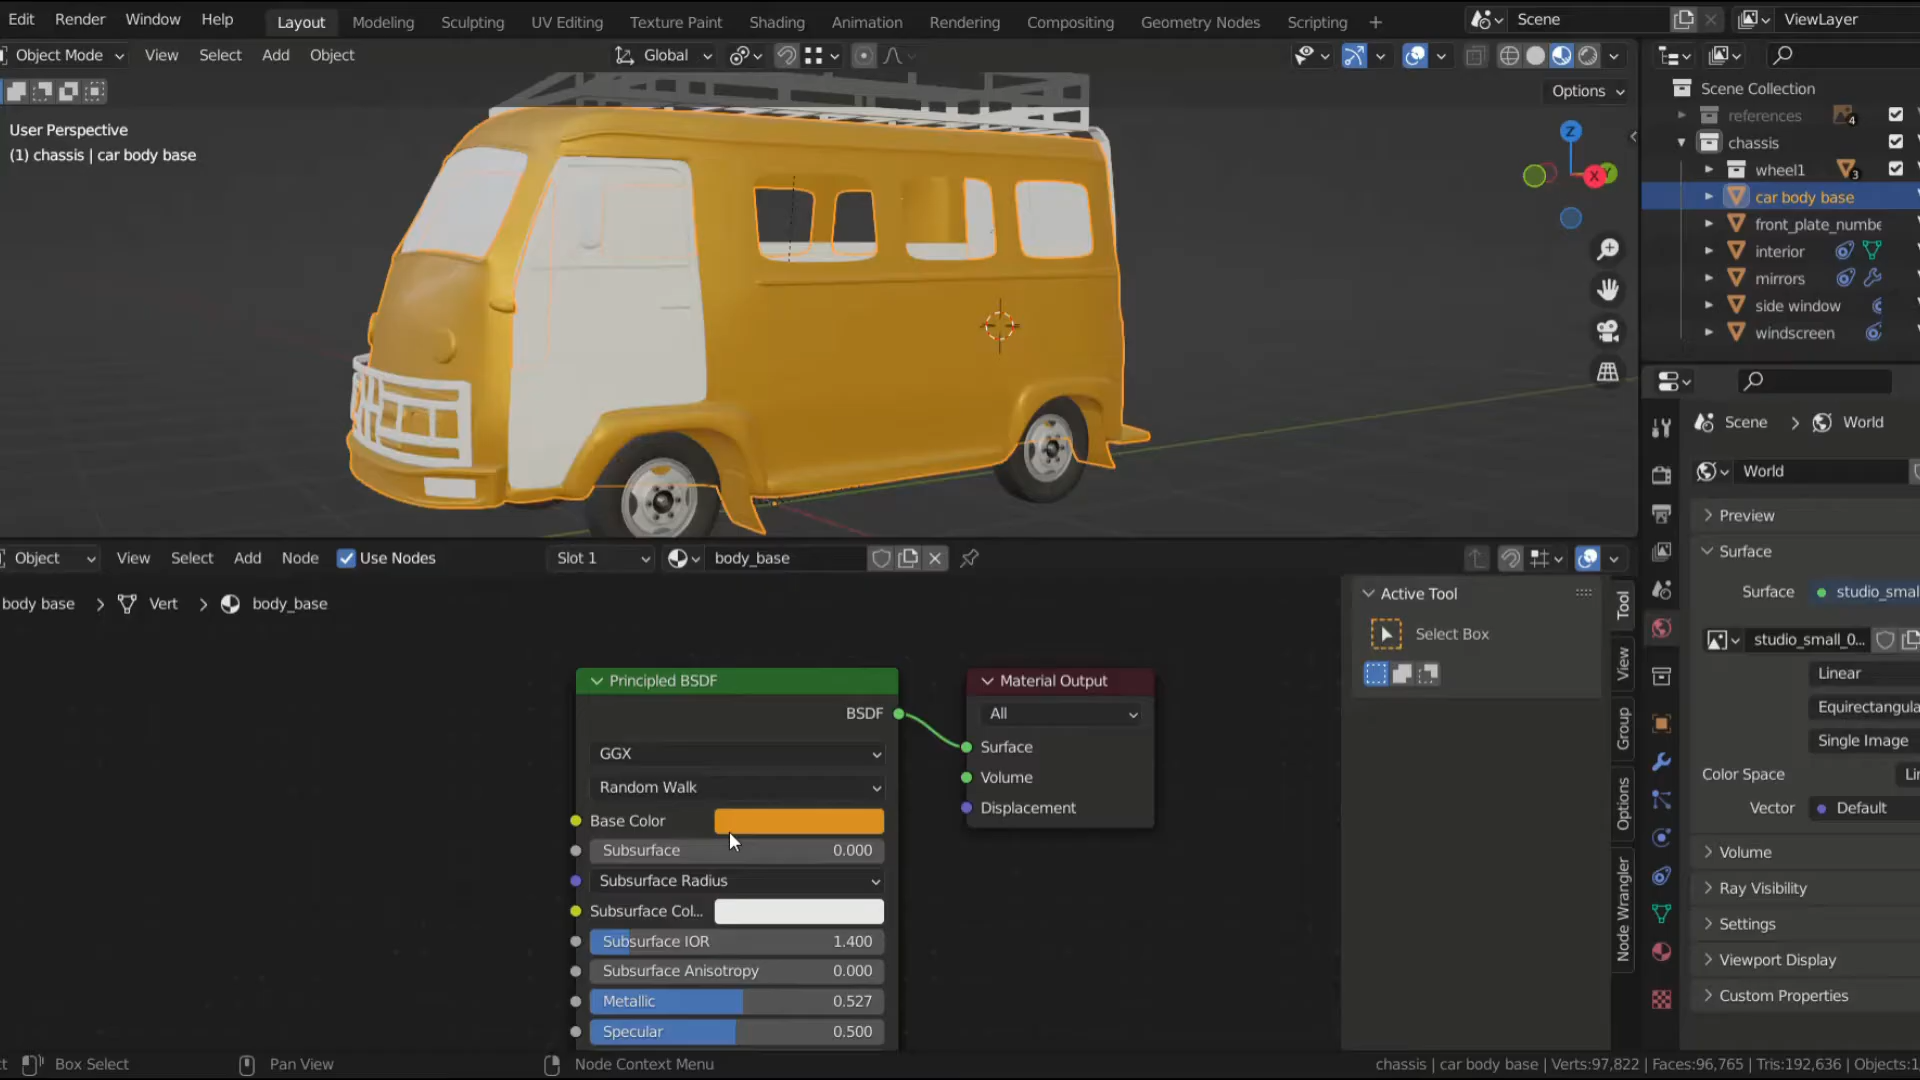 Edit Render Window Help Layout Modeling Sculpting UV Editing Texture Paint Shading Animation Rendering Compositing Geometry Nodes Scripting + Scene ViewLayer
Object Mode View Select Add Object Global
Options
User Perspective
(1) chassis | car body base
Z
X
Y
Scene Collection
references 4
chassis
wheel1 3
car body base
front_plate_numbe
interior
mirrors
side window
windscreen
Scene > World
World
Preview
Surface
Surface studio_smal
studio_small_0...
Linear
Equirectangula
Single Image
Color Space Li
Vector Default
Volume
Ray Visibility
Settings
Viewport Display
Custom Properties
Object View Select Add Node Use Nodes Slot 1 body_base
body base > Vert > body_base
Active Tool
Select Box
Tool
View
Group
Options
Node Wrangler
Principled BSDF
BSDF
GGX
Random Walk
Base Color
Subsurface 0.000
Subsurface Radius
Subsurface Col...
Subsurface IOR 1.400
Subsurface Anisotropy 0.000
Metallic 0.527
Specular 0.500
Material Output
All
Surface
Volume
Displacement
ct Box Select Pan View Node Context Menu chassis | car body base | Verts:97,822 | Faces:96,765 | Tris:192,636 | Objects:1